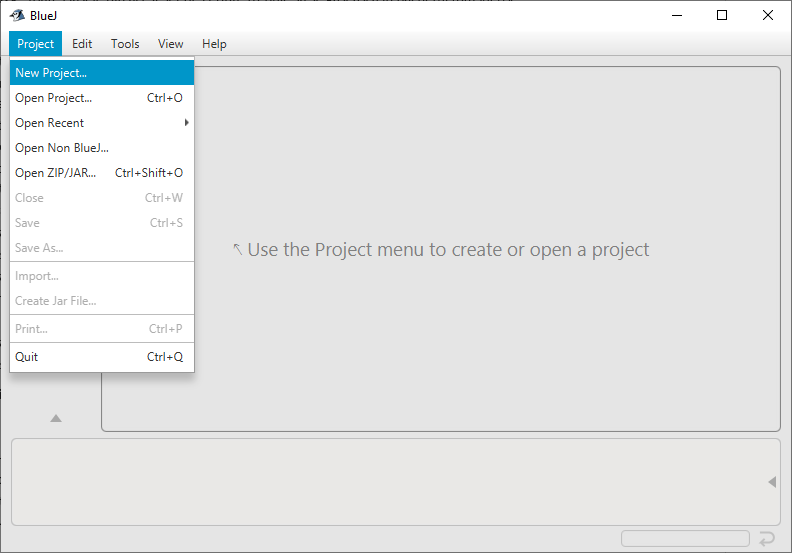 BlueJ
Project Edit Tools View Help
New Project...
Open Project... Ctrl+O
Open Recent
Open Non BlueJ...
Open ZIP/JAR... Ctrl+Shift+O
Close Ctrl+W
Save Ctrl+S
Save As...
Use the Project menu to create or open a project
Import...
Create Jar File...
Print... Ctrl+P
Quit Ctrl+Q